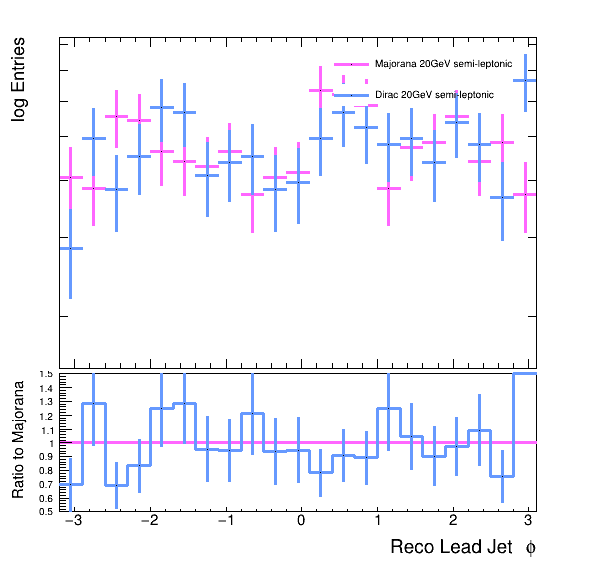 log Entries
Majorana 20GeV semi-leptonic
Dirac 20GeV semi-leptonic
Ratio to Majorana
1.5
1.4
1.3
1.2
1.1
1
0.9
0.8
0.7
0.6
0.5
−3 −2 −1 0 1 2 3
Reco Lead Jet ϕ